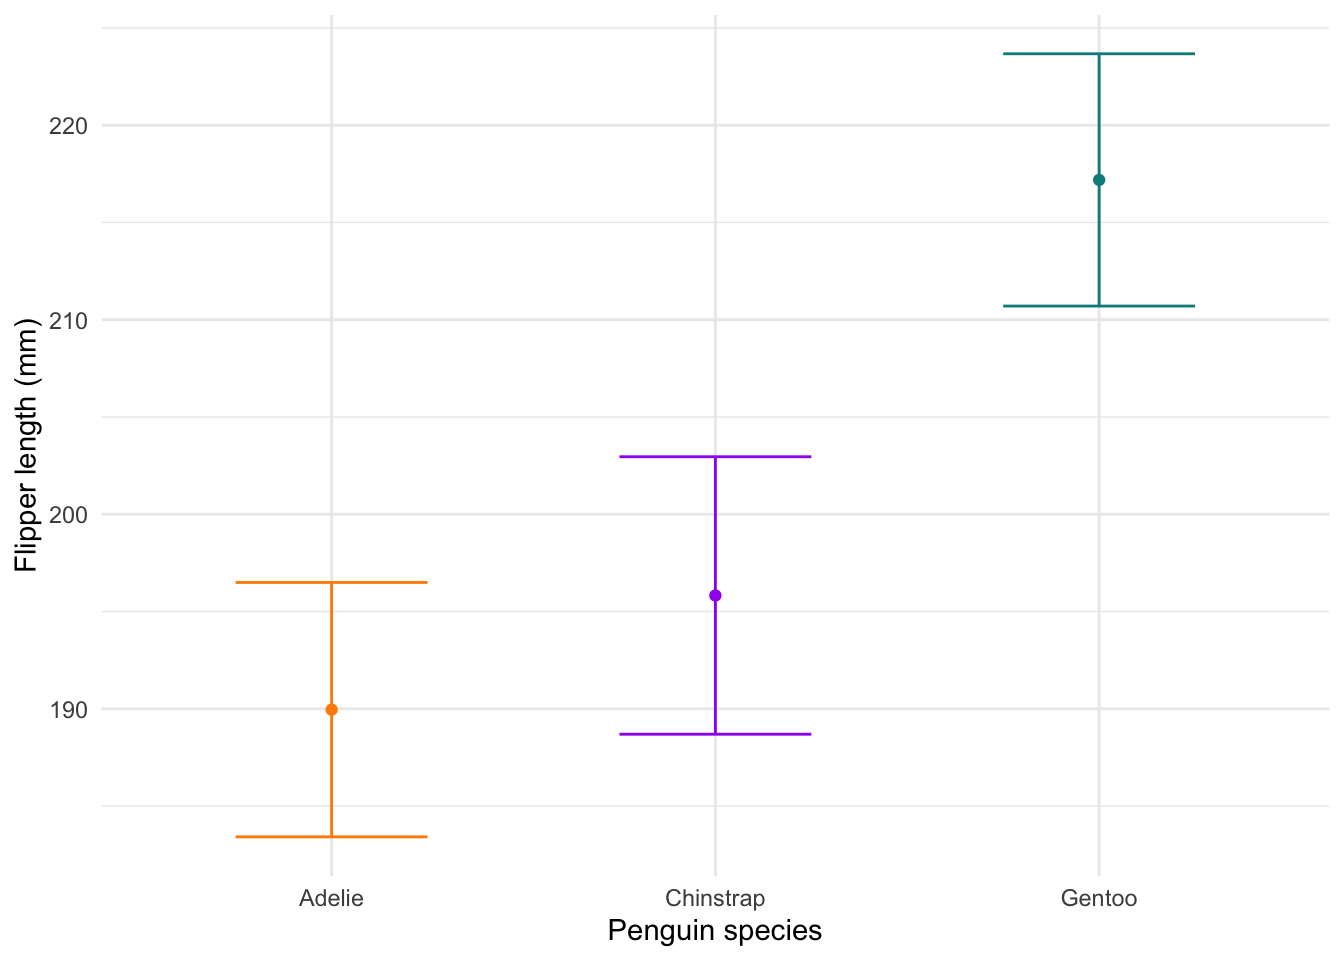 220
210
200
190
Flipper length (mm)
Adelie
Chinstrap
Gentoo
Penguin species